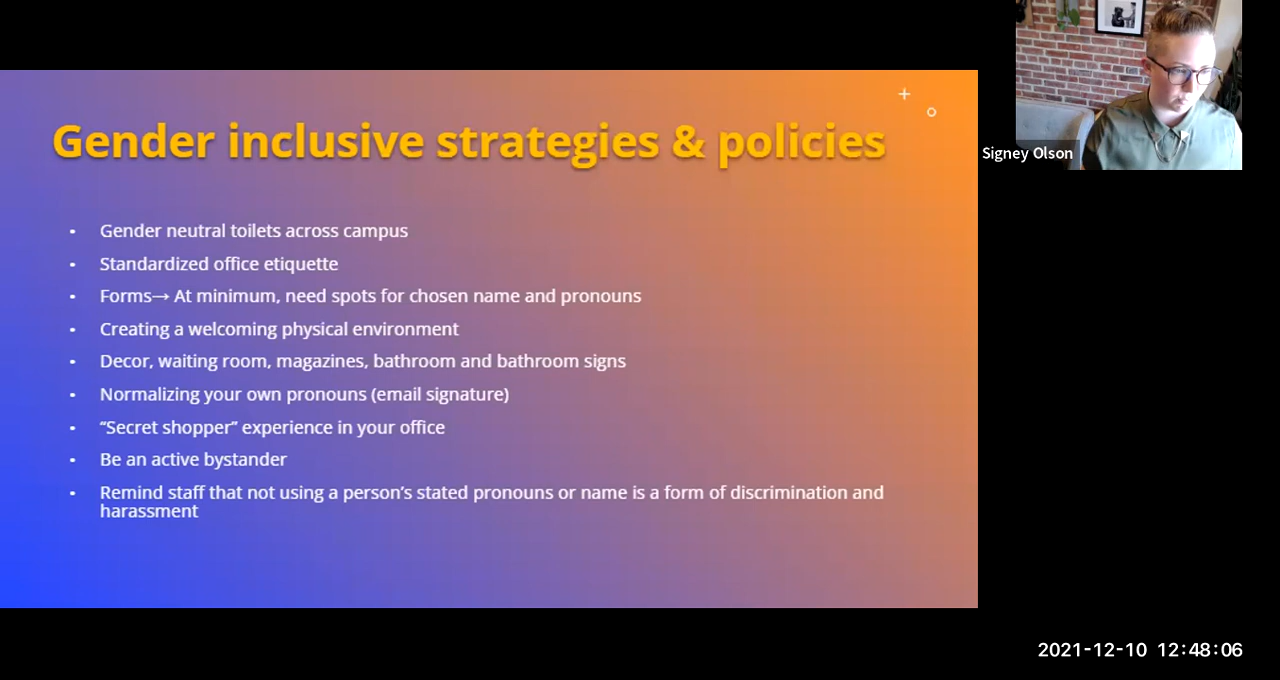 Gender inclusive strategies & policies
• Gender neutral toilets across campus
• Standardized office etiquette
• Forms→ At minimum, need spots for chosen name and pronouns
• Creating a welcoming physical environment
• Decor, waiting room, magazines, bathroom and bathroom signs
• Normalizing your own pronouns (email signature)
• “Secret shopper” experience in your office
• Be an active bystander
• Remind staff that not using a person’s stated pronouns or name is a form of discrimination and
harassment
Signey Olson
2021-12-10 12:48:06